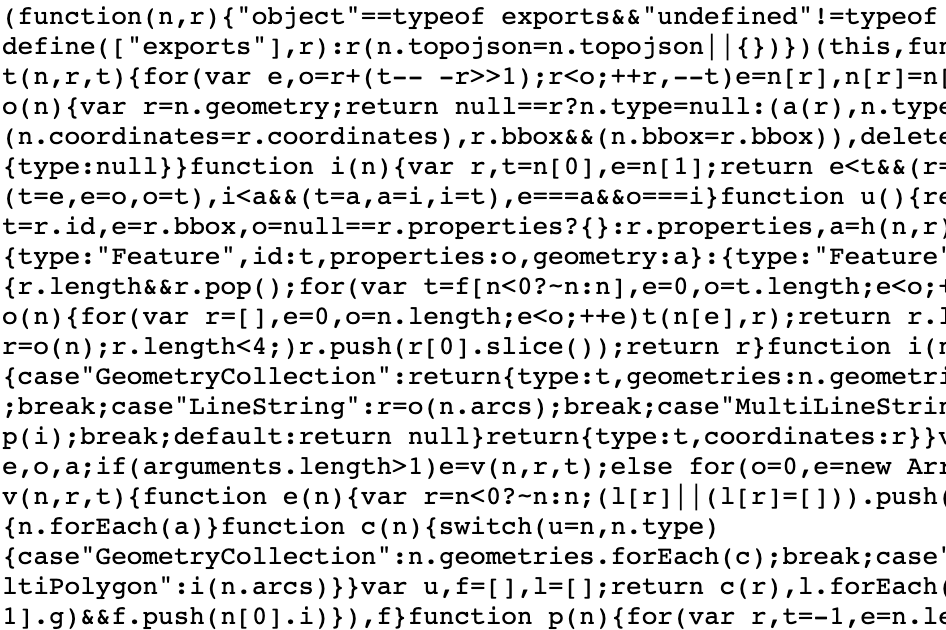 (function(n,r){"object"==typeof exports&&"undefined"!=typeof
define(["exports"],r):r(n.topojson=n.topojson||{})})(this,fun
t(n,r,t){for(var e,o=r+(t-- -r>>1);r<o;++r,--t)e=n[r],n[r]=n[
o(n){var r=n.geometry;return null==r?n.type=null:(a(r),n.type
(n.coordinates=r.coordinates),r.bbox&&(n.bbox=r.bbox)),delete
{type:null}}function i(n){var r,t=n[0],e=n[1];return e<t&&(r=
(t=e,e=o,o=t),i<a&&(t=a,a=i,i=t),e===a&&o===i}function u(){re
t=r.id,e=r.bbox,o=null==r.properties?{}:r.properties,a=h(n,r)
{type:"Feature",id:t,properties:o,geometry:a}:{type:"Feature"
{r.length&&r.pop();for(var t=f[n<0?~n:n],e=0,o=t.length;e<o;+
o(n){for(var r=[],e=0,o=n.length;e<o;++e)t(n[e],r);return r.l
r=o(n);r.length<4;)r.push(r[0].slice());return r}function i(n
{case"GeometryCollection":return{type:t,geometries:n.geometri
;break;case"LineString":r=o(n.arcs);break;case"MultiLineStrin
p(i);break;default:return null}return{type:t,coordinates:r}}v
e,o,a;if(arguments.length>1)e=v(n,r,t);else for(o=0,e=new Arr
v(n,r,t){function e(n){var r=n<0?~n:n;(l[r]||(l[r]=[])).push(
{n.forEach(a)}function c(n){switch(u=n,n.type)
{case"GeometryCollection":n.geometries.forEach(c);break;case"
ltiPolygon":i(n.arcs)}}var u,f=[],l=[];return c(r),l.forEach(
1].g)&&f.push(n[0].i)}),f}function p(n){for(var r,t=-1,e=n.le